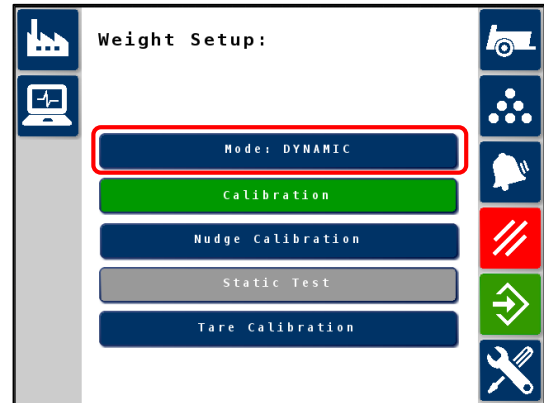 Weight Setup:
Mode: DYNAMIC
Calibration
Nudge Calibration
Static Test
Tare Calibration